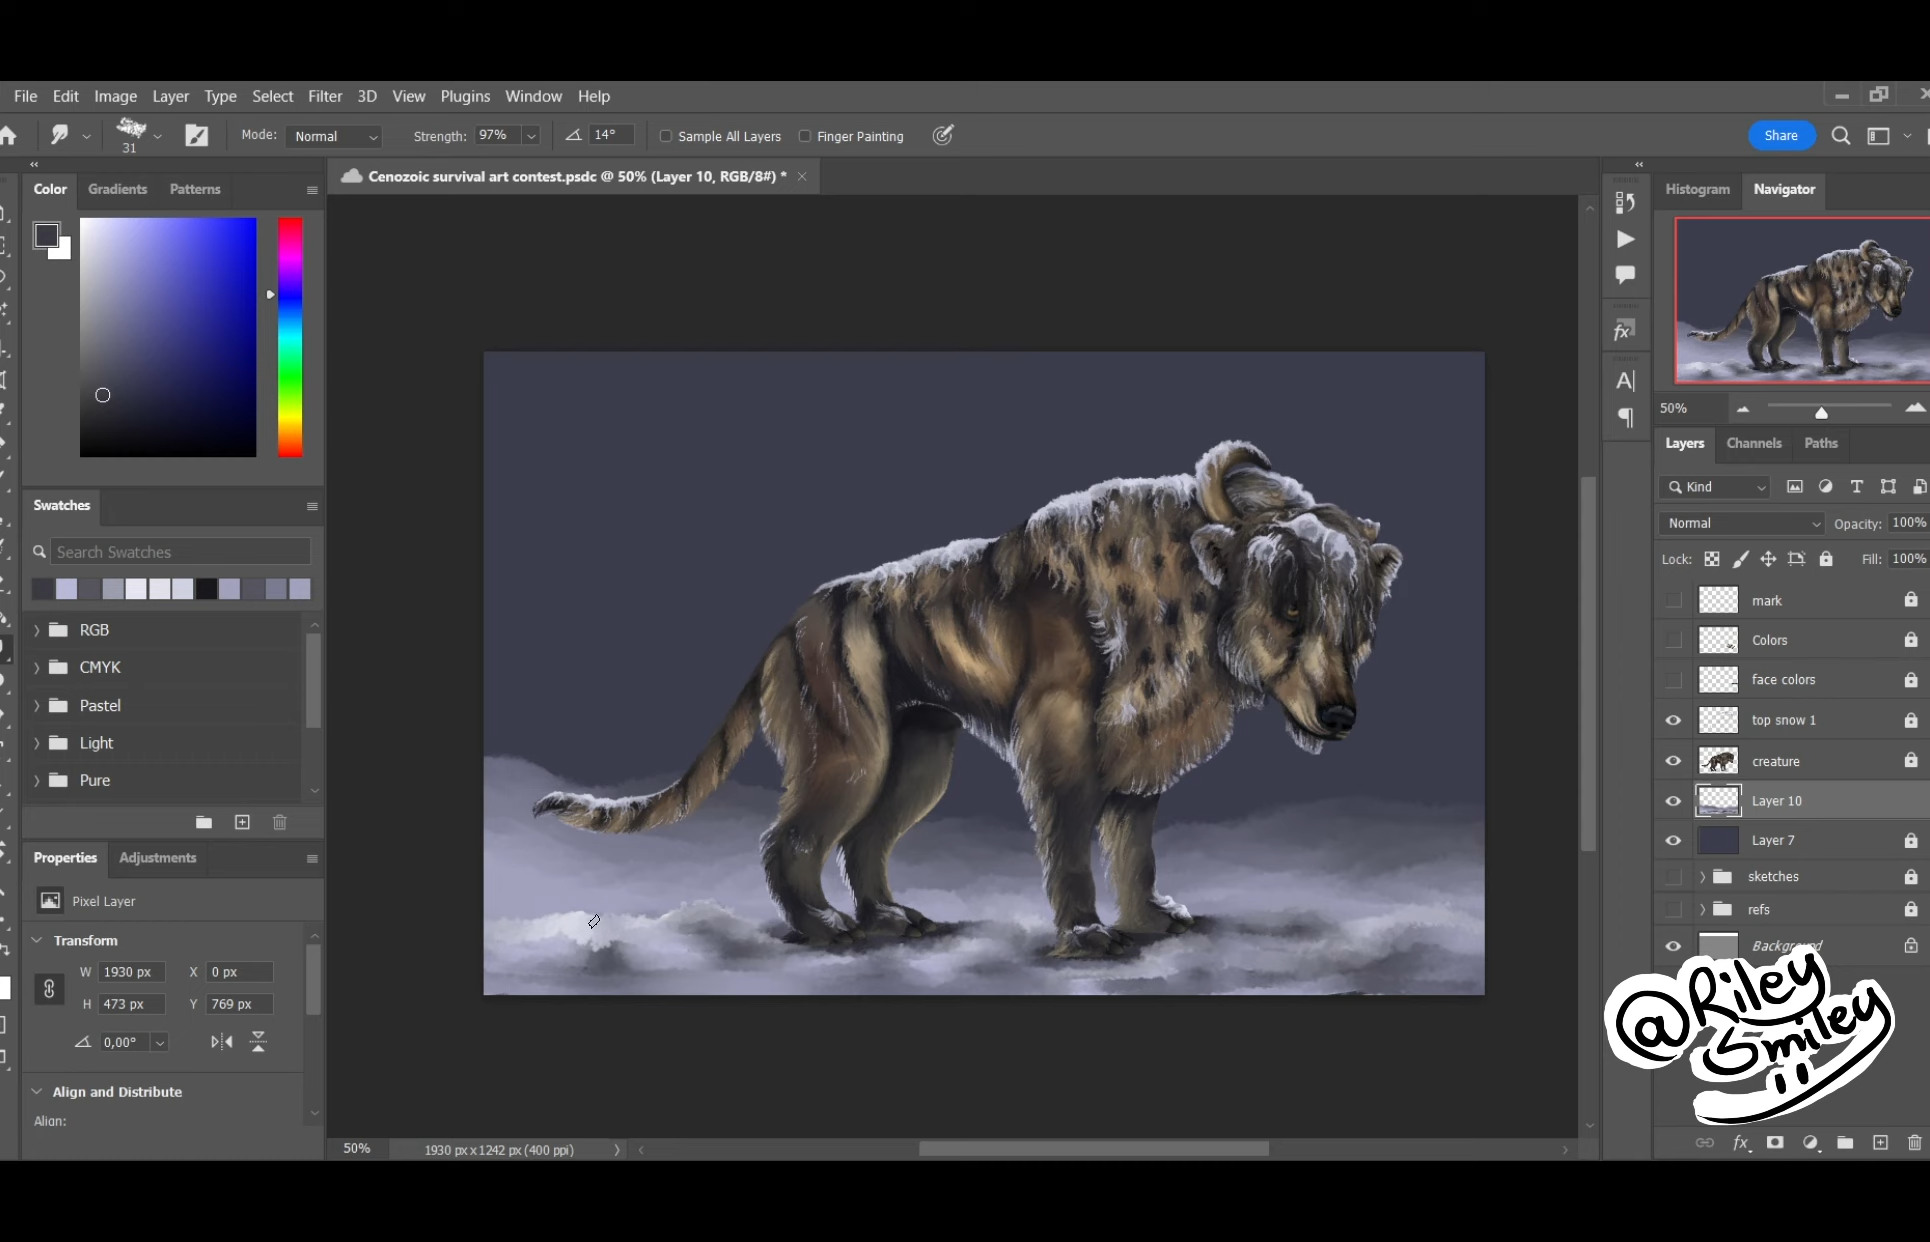 File Edit Image Layer Type Select Filter 3D View Plugins Window Help
31 Mode: Normal Strength: 97% 14° Sample All Layers Finger Painting Share
Color Gradients Patterns
Cenozoic survival art contest.psdc @ 50% (Layer 10, RGB/8#) *
Histogram Navigator
50%
Swatches
Search Swatches
RGB
CMYK
Pastel
Light
Pure
Properties Adjustments
Pixel Layer
Transform
W 1930 px X 0 px
H 473 px Y 769 px
0,00°
Align and Distribute
Align:
50% 1930 px x 1242 px (400 ppi)
Layers Channels Paths
Kind
Normal Opacity: 100%
Lock: Fill: 100%
mark
Colors
face colors
top snow 1
creature
Layer 10
Layer 7
sketches
refs
Background
@Riley
Smiley